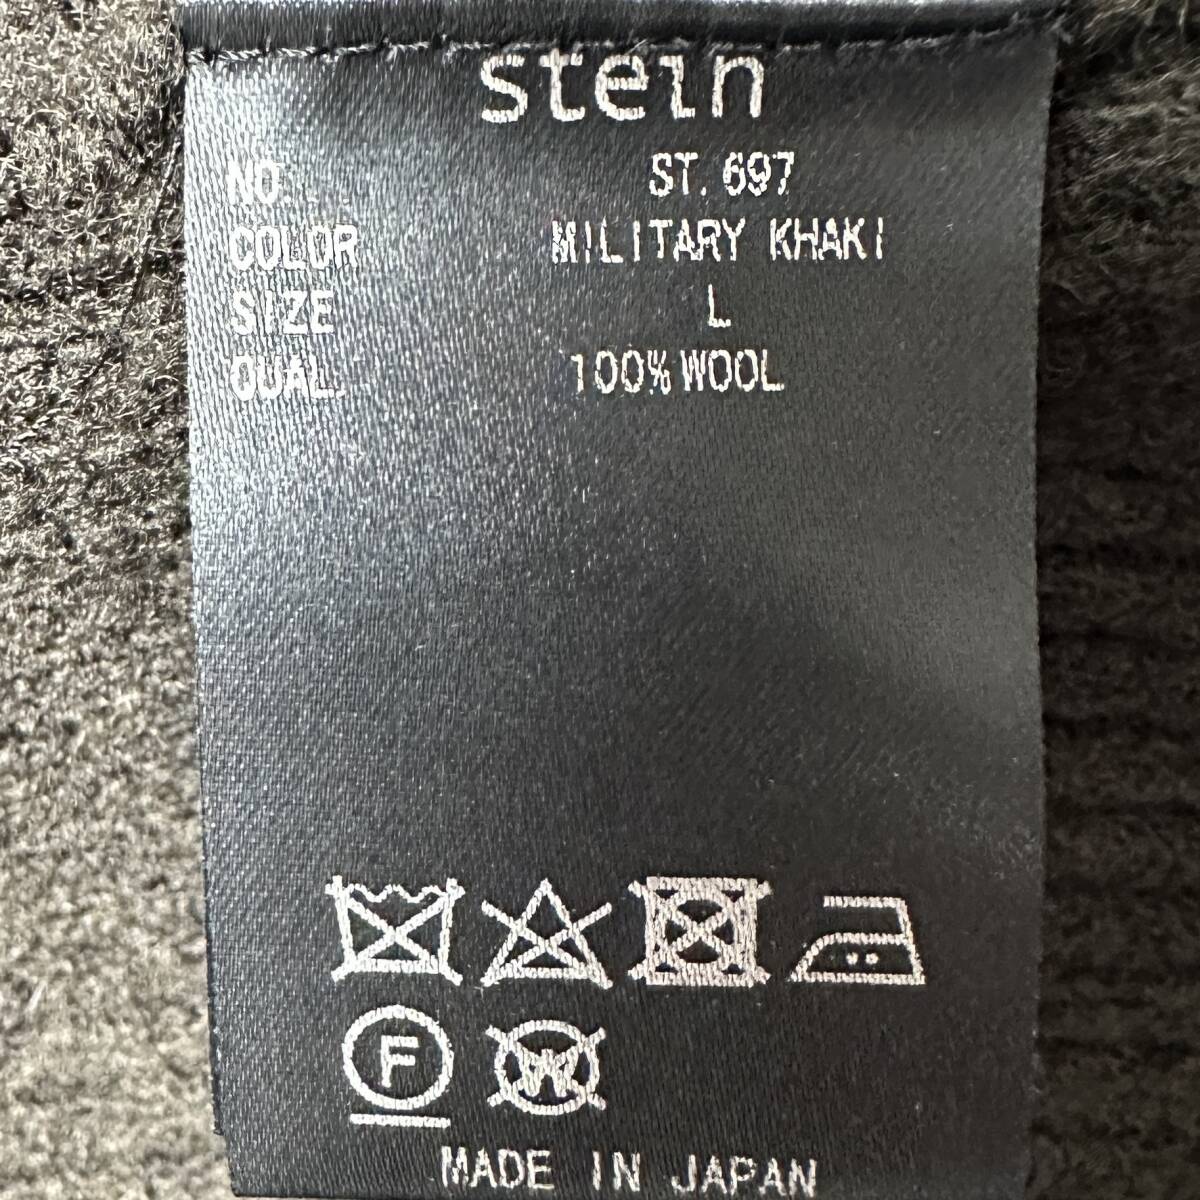 stein
NO. ST. 697
COLOR MILITARY KHAKI
SIZE L
QUAL. 100% WOOL
F
W
MADE IN JAPAN